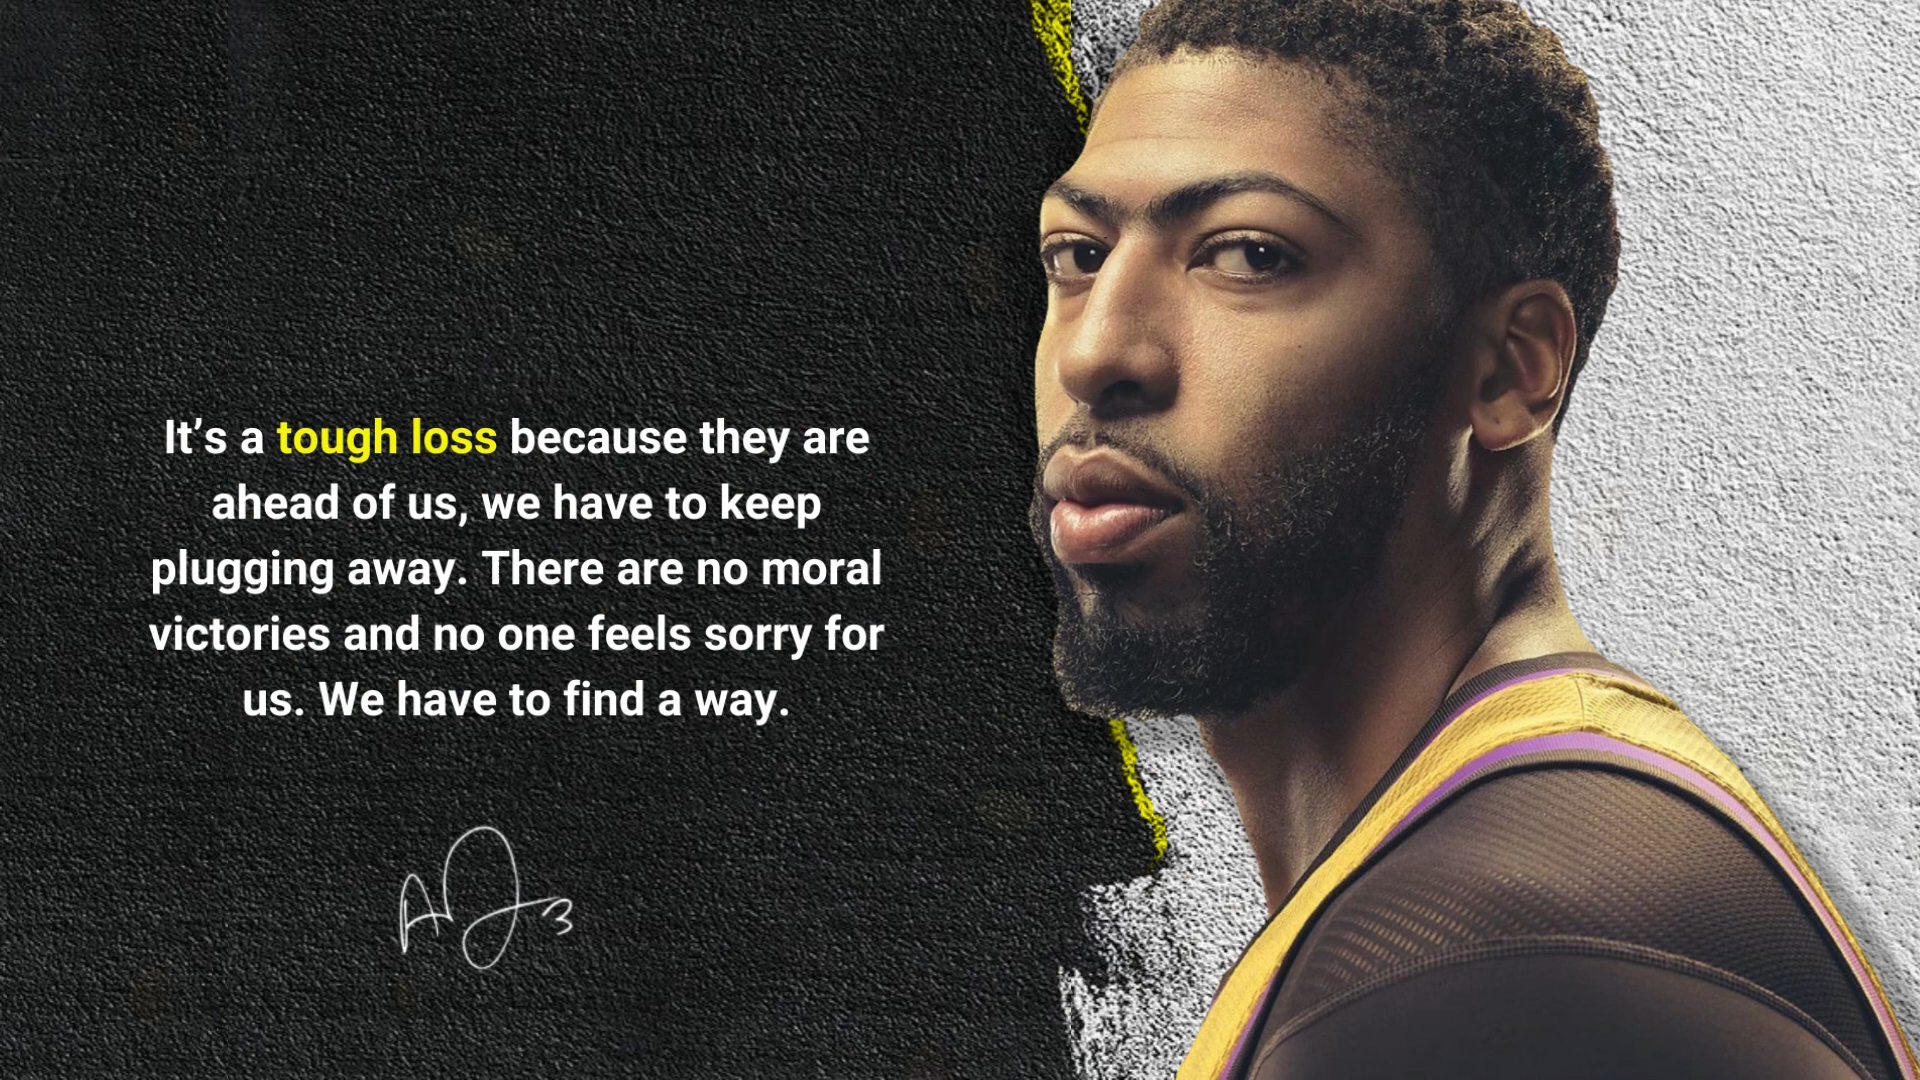 It’s a tough loss because they are
ahead of us, we have to keep
plugging away. There are no moral
victories and no one feels sorry for
us. We have to find a way.
AD3